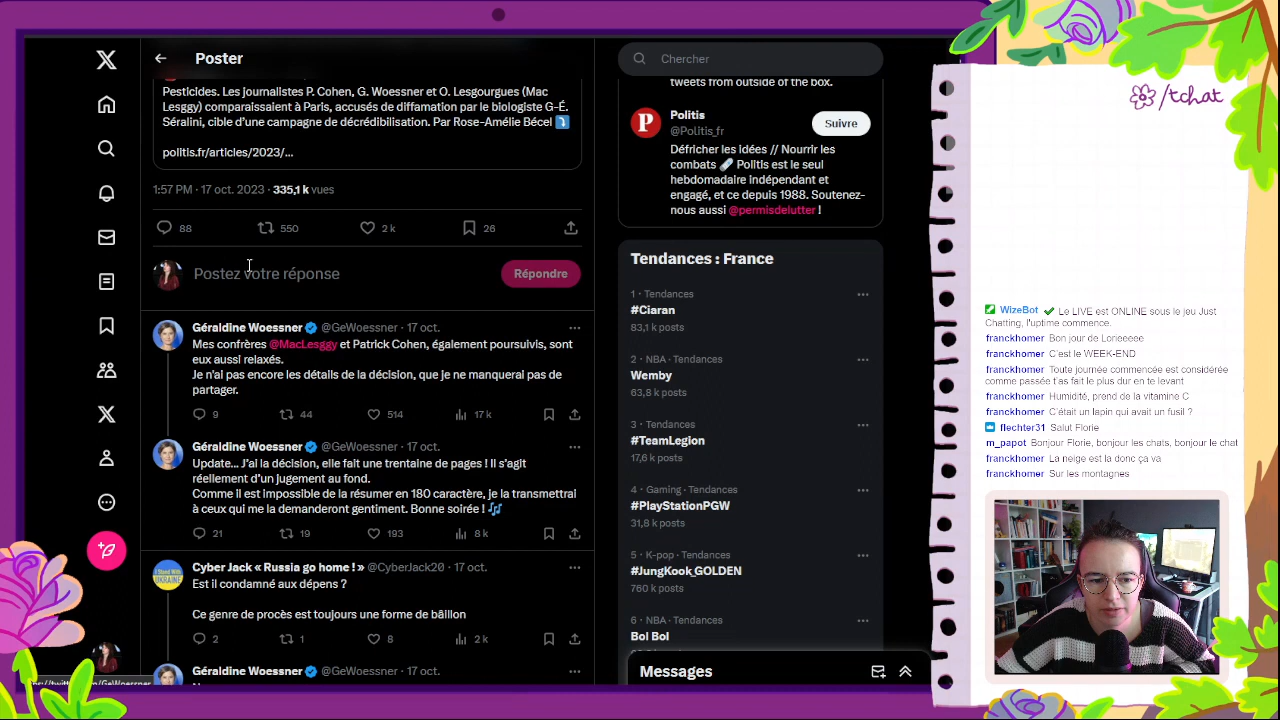 Poster
Pesticides. Les journalistes P. Cohen, G. Woessner et O. Lesgourgues (Mac
Lesggy) comparaissaient à Paris, accusés de diffamation par le biologiste G-É.
Séralini, cible d'une campagne de décrédibilisation. Par Rose-Amélie Bécel
politis.fr/articles/2023/...
1:57 PM · 17 oct. 2023 · 335,1 k vues
88 550 2 k 26
Postez votre réponse
Répondre
Géraldine Woessner @GeWoessner · 17 oct.
Mes confrères @MacLesggy et Patrick Cohen, également poursuivis, sont
eux aussi relaxés.
Je n'ai pas encore les détails de la décision, que je ne manquerai pas de
partager.
9 44 514 17 k
Géraldine Woessner @GeWoessner · 17 oct.
Update... J'ai la décision, elle fait une trentaine de pages ! Il s'agit
réellement d'un jugement au fond.
Comme il est impossible de la résumer en 180 caractère, je la transmettrai
à ceux qui me la demanderont gentiment. Bonne soirée !
21 19 193 8 k
Cyber Jack « Russia go home ! » @CyberJack20 · 17 oct.
Est il condamné aux dépens ?
Ce genre de procès est toujours une forme de bâillon
2 1 8 2 k
Géraldine Woessner @GeWoessner · 17 oct.
Chercher
tweets from outside of the box.
Politis
@Politis_fr
Suivre
Défricher les idées // Nourrir les
combats Politis est le seul
hebdomadaire indépendant et
engagé, et ce depuis 1988. Soutenez-
nous aussi @permisdelutter !
Tendances : France
1 · Tendances
#Ciaran
83,1 k posts
2 · NBA · Tendances
Wemby
63,8 k posts
3 · Tendances
#TeamLegion
17,6 k posts
4 · Gaming · Tendances
#PlayStationPGW
31,8 k posts
5 · K-pop · Tendances
#JungKook_GOLDEN
760 k posts
6 · NBA · Tendances
Bol Bol
Messages
/tchat
WizeBot Le LIVE est ONLINE sous le jeu Just
Chatting, l'uptime commence.
franckhomer Bon jour de Lorieeeee
franckhomer C'est le WEEK-END
franckhomer Toute journée commencée est considérée
comme passée t'as fait le plus dur en te levant
franckhomer Humidité, prend de la vitamine C
franckhomer C'était un lapin qui avait un fusil ?
flechter31 Salut Florie
m_papot Bonjour Florie, bonjour les chats, bonjour le chat
franckhomer La neige est la donc ça va
franckhomer Sur les montagnes